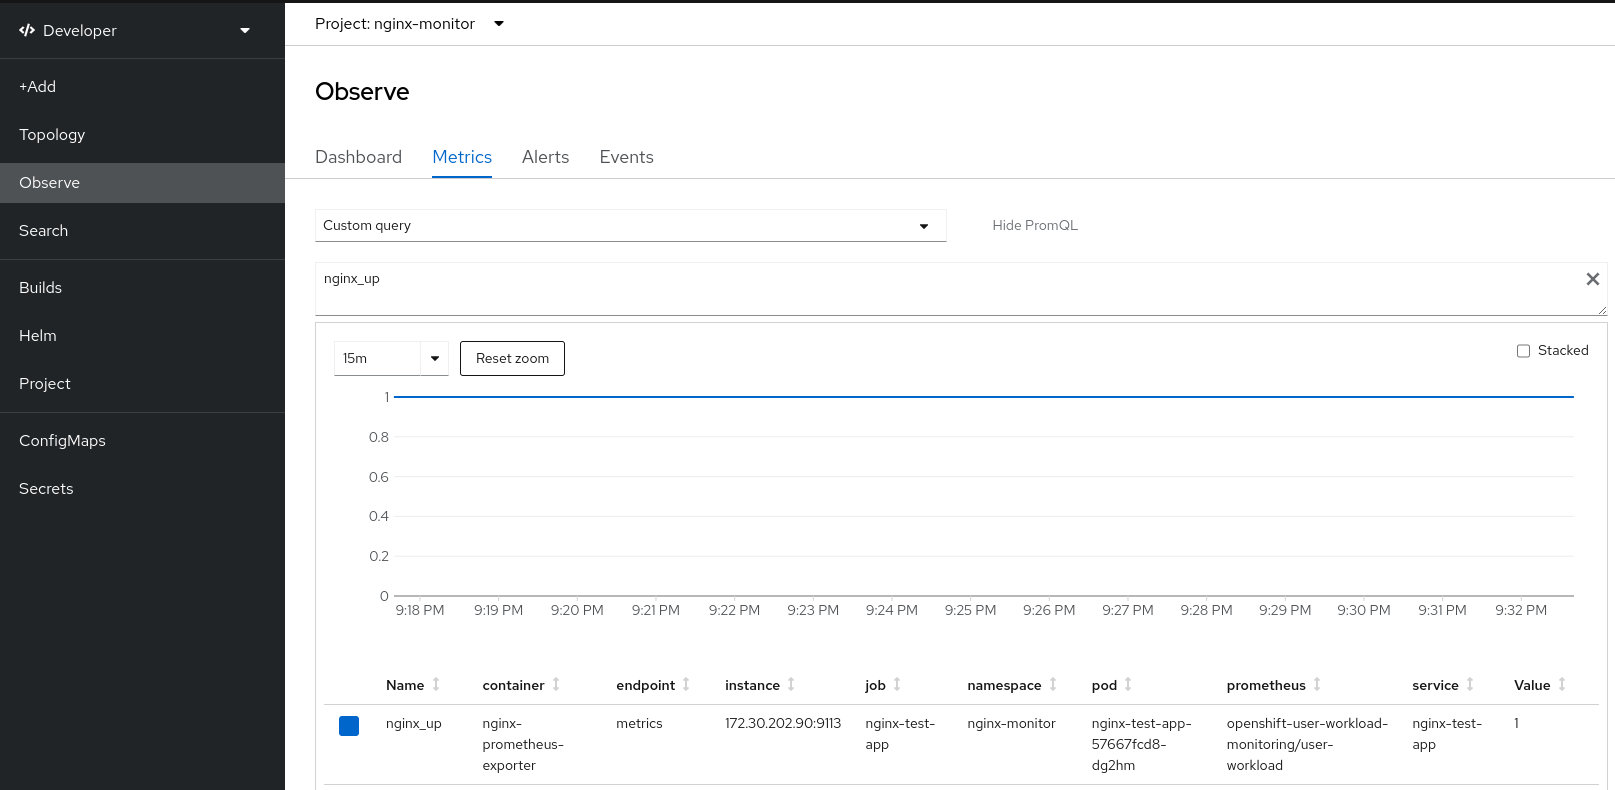 Developer
+Add
Topology
Observe
Search
Builds
Helm
Project
ConfigMaps
Secrets
Project: nginx-monitor
Observe
Dashboard Metrics Alerts Events
Custom query Hide PromQL
nginx_up
15m Reset zoom Stacked
1
0.8
0.6
0.4
0.2
0
9:18 PM 9:19 PM 9:20 PM 9:21 PM 9:22 PM 9:23 PM 9:24 PM 9:25 PM 9:26 PM 9:27 PM 9:28 PM 9:29 PM 9:30 PM 9:31 PM 9:32 PM
Name container endpoint instance job namespace pod prometheus service Value
nginx_up nginx- metrics 172.30.202.90:9113 nginx-test- nginx-monitor nginx-test-app- openshift-user-workload- nginx-test- 1
prometheus- app 57667fcd8- monitoring/user- app
exporter dg2hm workload